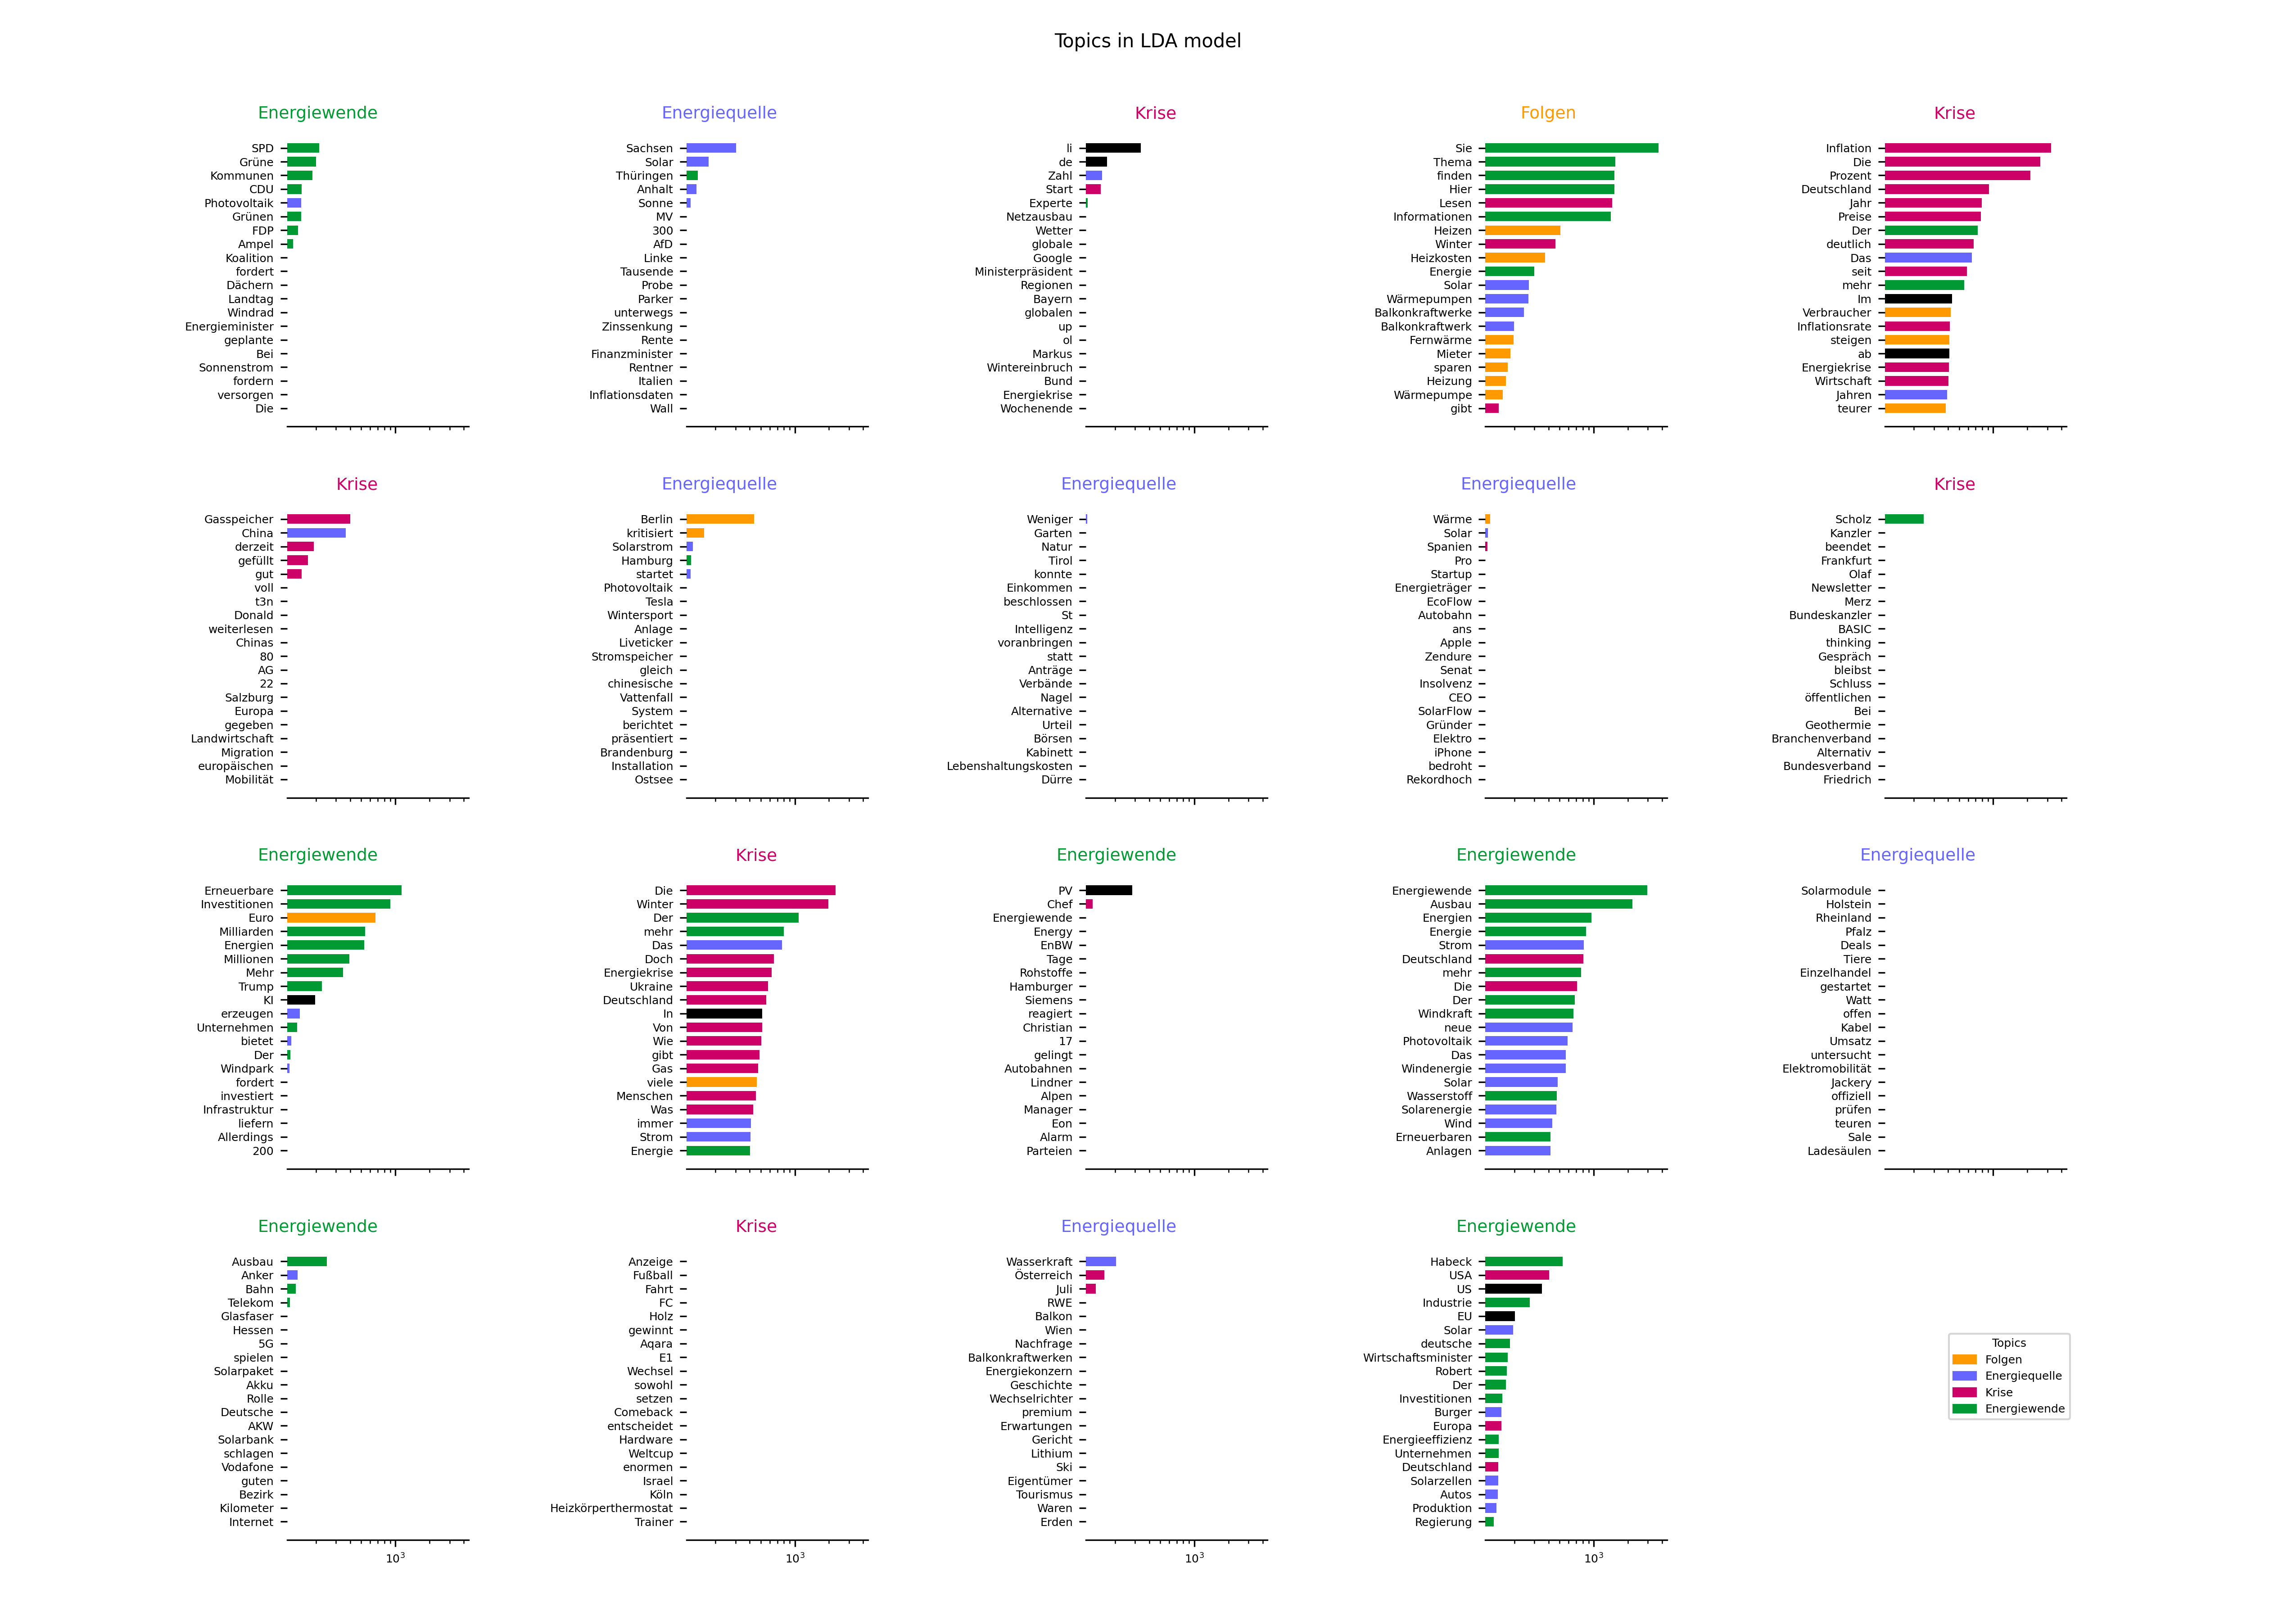 Topics in LDA model
Energiewende
SPD
Grüne
Kommunen
CDU
Photovoltaik
Grünen
FDP
Ampel
Koalition
fordert
Dächern
Landtag
Windrad
Energieminister
geplante
Bei
Sonnenstrom
fordern
versorgen
Die
Energiequelle
Sachsen
Solar
Thüringen
Anhalt
Sonne
MV
300
AfD
Linke
Tausende
Probe
Parker
unterwegs
Zinssenkung
Rente
Finanzminister
Rentner
Italien
Inflationsdaten
Wall
Krise
li
de
Zahl
Start
Experte
Netzausbau
Wetter
globale
Google
Ministerpräsident
Regionen
Bayern
globalen
up
ol
Markus
Wintereinbruch
Bund
Energiekrise
Wochenende
Folgen
Sie
Thema
finden
Hier
Lesen
Informationen
Heizen
Winter
Heizkosten
Energie
Solar
Wärmepumpen
Balkonkraftwerke
Balkonkraftwerk
Fernwärme
Mieter
sparen
Heizung
Wärmepumpe
gibt
Krise
Inflation
Die
Prozent
Deutschland
Jahr
Preise
Der
deutlich
Das
seit
mehr
Im
Verbraucher
Inflationsrate
steigen
ab
Energiekrise
Wirtschaft
Jahren
teurer
Krise
Gasspeicher
China
derzeit
gefüllt
gut
voll
t3n
Donald
weiterlesen
Chinas
80
AG
22
Salzburg
Europa
gegeben
Landwirtschaft
Migration
europäischen
Mobilität
Energiequelle
Berlin
kritisiert
Solarstrom
Hamburg
startet
Photovoltaik
Tesla
Wintersport
Anlage
Liveticker
Stromspeicher
gleich
chinesische
Vattenfall
System
berichtet
präsentiert
Brandenburg
Installation
Ostsee
Energiequelle
Weniger
Garten
Natur
Tirol
konnte
Einkommen
beschlossen
St
Intelligenz
voranbringen
statt
Anträge
Verbände
Nagel
Alternative
Urteil
Börsen
Kabinett
Lebenshaltungskosten
Dürre
Energiequelle
Wärme
Solar
Spanien
Pro
Startup
Energieträger
EcoFlow
Autobahn
ans
Apple
Zendure
Senat
Insolvenz
CEO
SolarFlow
Gründer
Elektro
iPhone
bedroht
Rekordhoch
Krise
Scholz
Kanzler
beendet
Frankfurt
Olaf
Newsletter
Merz
Bundeskanzler
BASIC
thinking
Gespräch
bleibst
Schluss
öffentlichen
Bei
Geothermie
Branchenverband
Alternativ
Bundesverband
Friedrich
Energiewende
Erneuerbare
Investitionen
Euro
Milliarden
Energien
Millionen
Mehr
Trump
KI
erzeugen
Unternehmen
bietet
Der
Windpark
fordert
investiert
Infrastruktur
liefern
Allerdings
200
Krise
Die
Winter
Der
mehr
Das
Doch
Energiekrise
Ukraine
Deutschland
In
Von
Wie
gibt
Gas
viele
Menschen
Was
immer
Strom
Energie
Energiewende
PV
Chef
Energiewende
Energy
EnBW
Tage
Rohstoffe
Hamburger
Siemens
reagiert
Christian
17
gelingt
Autobahnen
Lindner
Alpen
Manager
Eon
Alarm
Parteien
Energiewende
Energiewende
Ausbau
Energien
Energie
Strom
Deutschland
mehr
Die
Der
Windkraft
neue
Photovoltaik
Das
Windenergie
Solar
Wasserstoff
Solarenergie
Wind
Erneuerbaren
Anlagen
Energiequelle
Solarmodule
Holstein
Rheinland
Pfalz
Deals
Tiere
Einzelhandel
gestartet
Watt
offen
Kabel
Umsatz
untersucht
Elektromobilität
Jackery
offiziell
prüfen
teuren
Sale
Ladesäulen
Energiewende
Ausbau
Anker
Bahn
Telekom
Glasfaser
Hessen
5G
spielen
Solarpaket
Akku
Rolle
Deutsche
AKW
Solarbank
schlagen
Vodafone
guten
Bezirk
Kilometer
Internet
10³
Krise
Anzeige
Fußball
Fahrt
FC
Holz
gewinnt
Aqara
E1
Wechsel
sowohl
setzen
Comeback
entscheidet
Hardware
Weltcup
enormen
Israel
Köln
Heizkörperthermostat
Trainer
10³
Energiequelle
Wasserkraft
Österreich
Juli
RWE
Balkon
Wien
Nachfrage
Balkonkraftwerken
Energiekonzern
Geschichte
Wechselrichter
premium
Erwartungen
Gericht
Lithium
Ski
Eigentümer
Tourismus
Waren
Erden
10³
Energiewende
Habeck
USA
US
Industrie
EU
Solar
deutsche
Wirtschaftsminister
Robert
Der
Investitionen
Burger
Europa
Energieeffizienz
Unternehmen
Deutschland
Solarzellen
Autos
Produktion
Regierung
10³
Topics
Folgen
Energiequelle
Krise
Energiewende